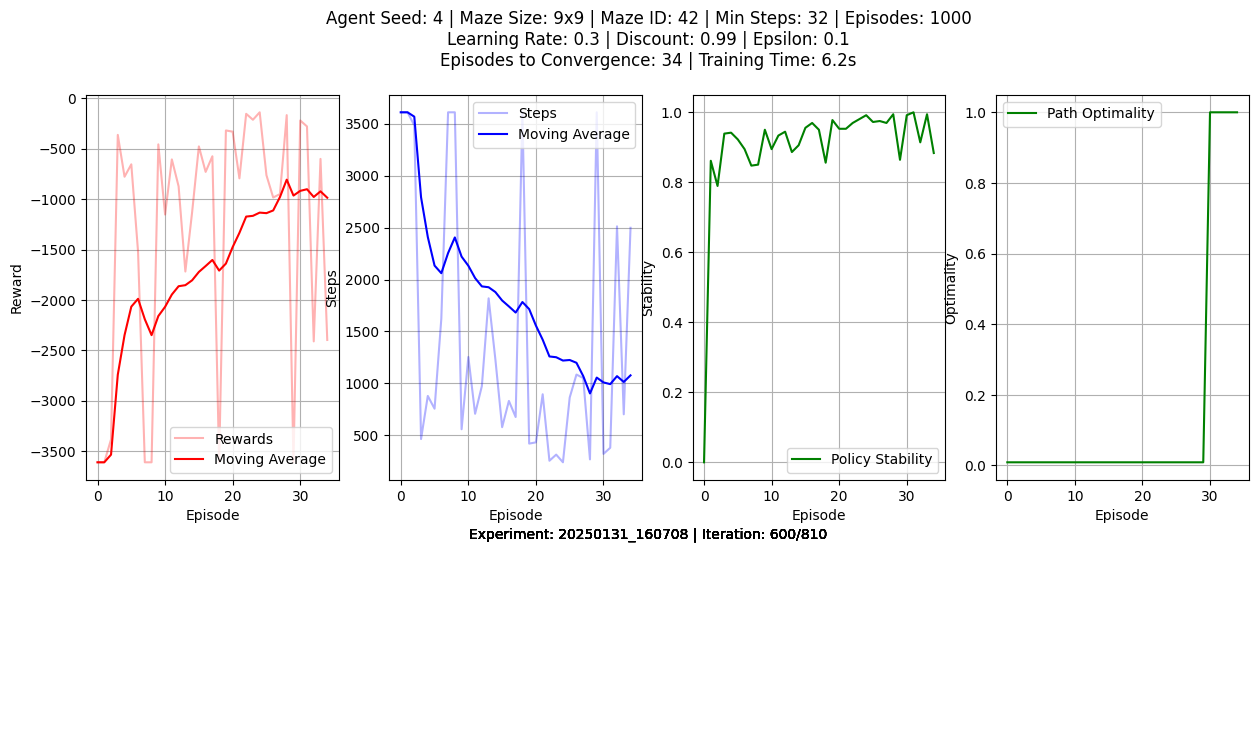 Agent Seed: 4 | Maze Size: 9x9 | Maze ID: 42 | Min Steps: 32 | Episodes: 1000
Learning Rate: 0.3 | Discount: 0.99 | Epsilon: 0.1
Episodes to Convergence: 34 | Training Time: 6.2s
Reward
0
−500
−1000
−1500
−2000
−2500
−3000
−3500
Rewards
Moving Average
0 10 20 30
Episode
Steps
3500
3000
2500
2000
1500
1000
500
Steps
Moving Average
0 10 20 30
Episode
Stability
1.0
0.8
0.6
0.4
0.2
0.0
Policy Stability
0 10 20 30
Episode
Optimality
1.0
0.8
0.6
0.4
0.2
0.0
Path Optimality
0 10 20 30
Episode
Experiment: 20250131_160708 | Iteration: 600/810